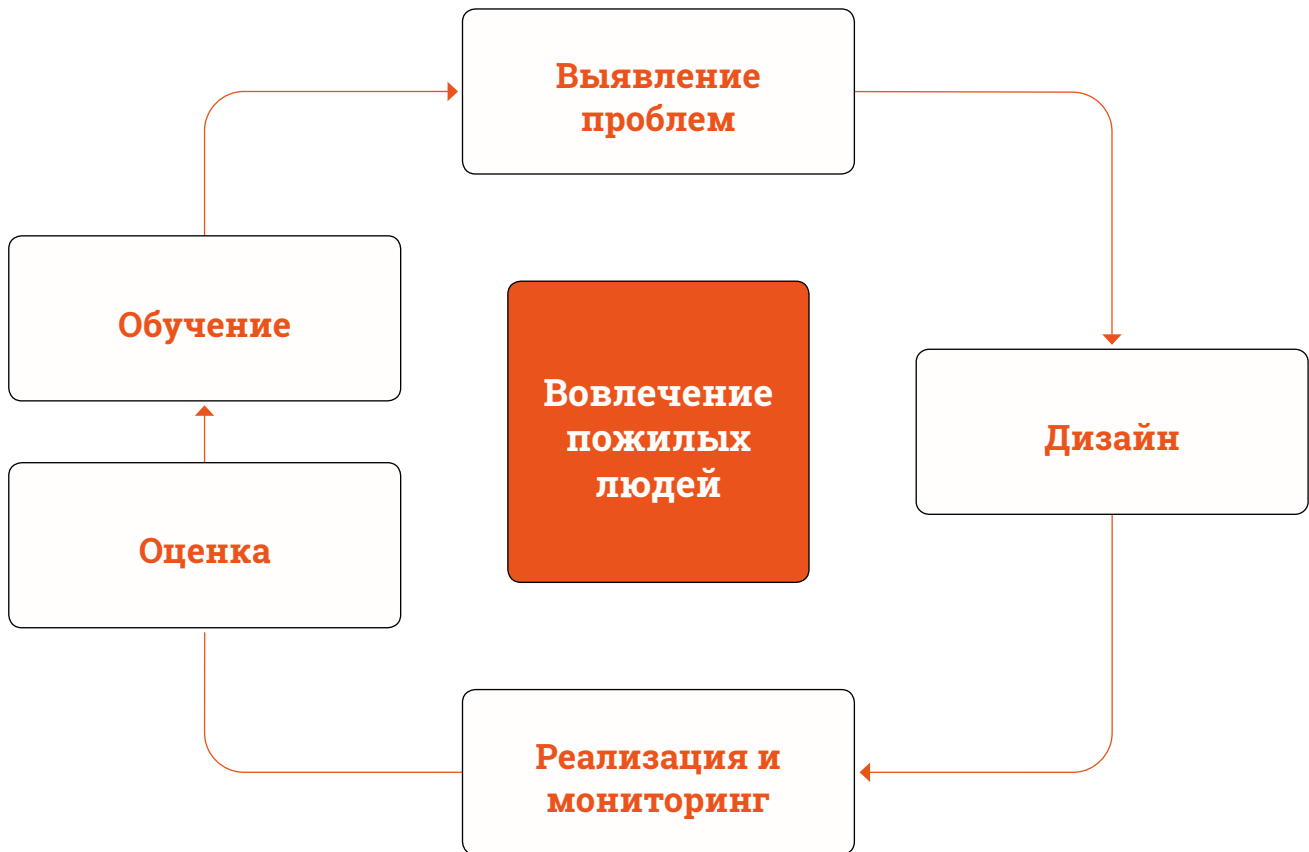 Выявление
проблем
Обучение
Вовлечение
пожилых
людей
Дизайн
Оценка
Реализация и
мониторинг